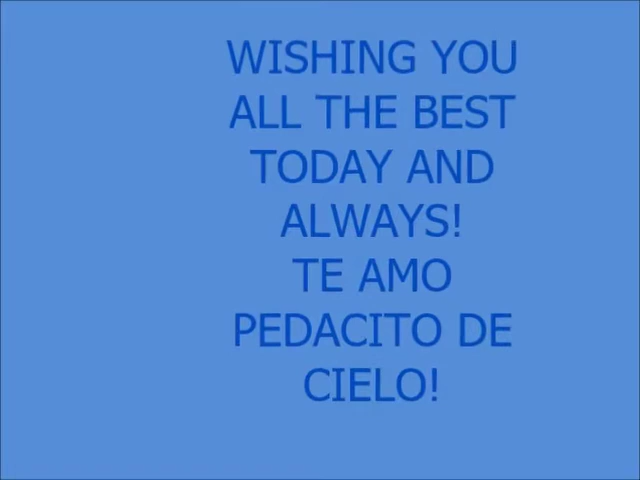 WISHING YOU
ALL THE BEST
TODAY AND
ALWAYS!
TE AMO
PEDACITO DE
CIELO!